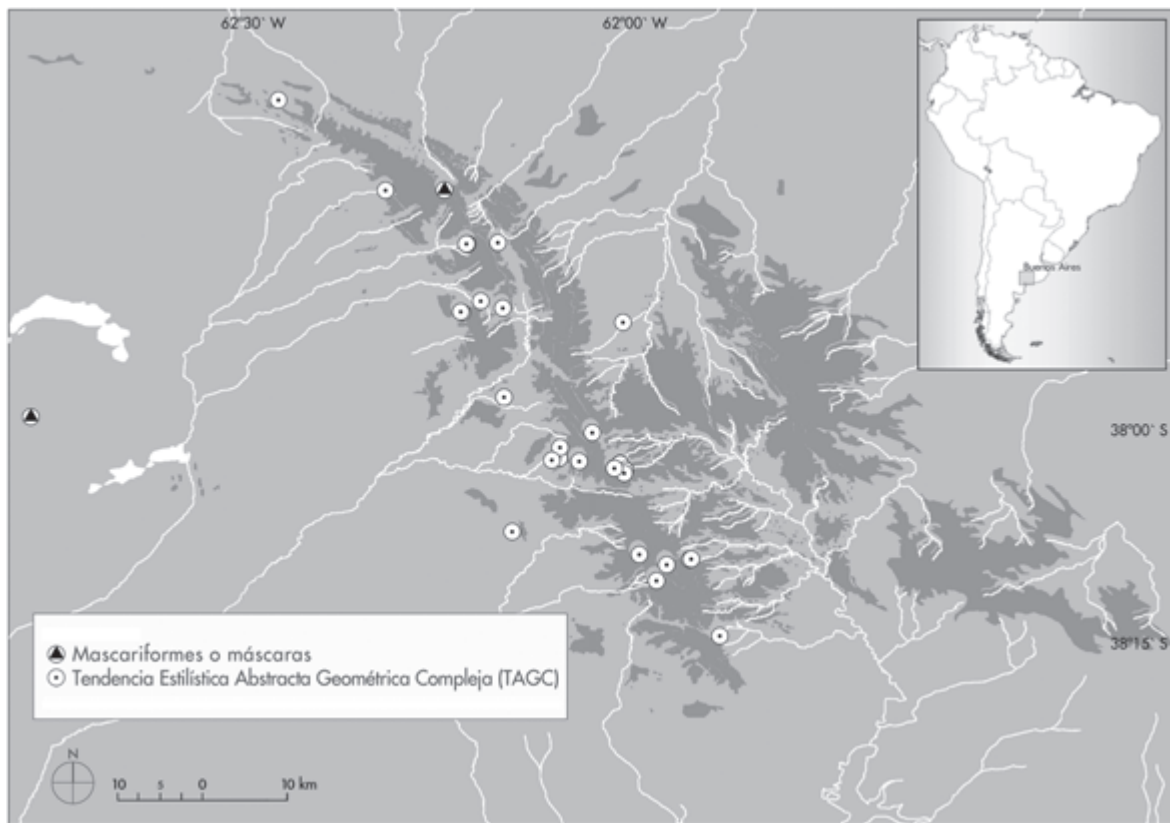 62°30' W
62°00' W
Buenos Aires
38°00' S
38°15' S
Mascariformes o máscaras
Tendencia Estilística Abstracta Geométrica Compleja (TAGC)
N
10 5 0 10 km